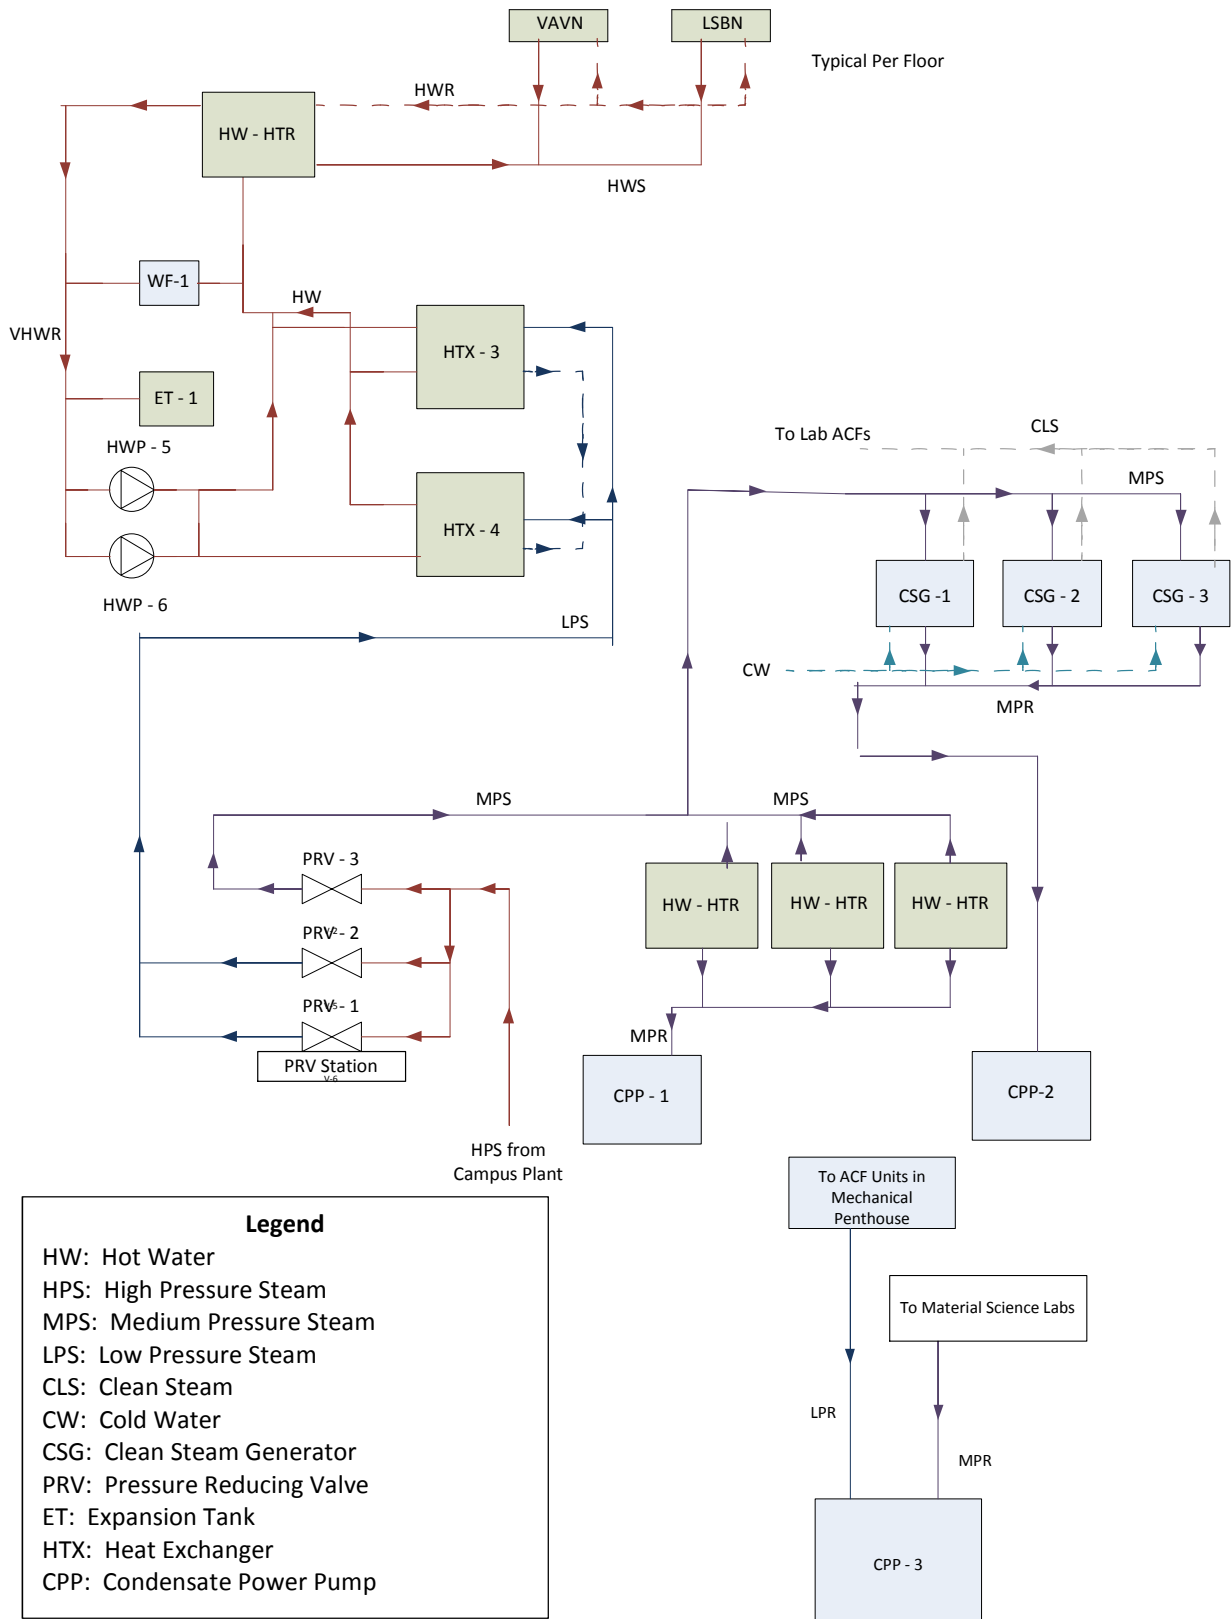 VAVN
LSBN
Typical Per Floor
HWR
HW - HTR
HWS
WF-1
HW
VHWR
HTX - 3
ET - 1
HWP - 5
HTX - 4
HWP - 6
LPS
To Lab ACFs
CLS
MPS
CSG -1
CSG - 2
CSG - 3
CW
MPR
MPS
MPS
PRV - 3
HW - HTR
HW - HTR
HW - HTR
PRV - 2
PRV - 1
PRV Station
V-6
MPR
CPP - 1
CPP-2
HPS from
Campus Plant
To ACF Units in
Mechanical
Penthouse
To Material Science Labs
LPR
MPR
CPP - 3
Legend
HW: Hot Water
HPS: High Pressure Steam
MPS: Medium Pressure Steam
LPS: Low Pressure Steam
CLS: Clean Steam
CW: Cold Water
CSG: Clean Steam Generator
PRV: Pressure Reducing Valve
ET: Expansion Tank
HTX: Heat Exchanger
CPP: Condensate Power Pump